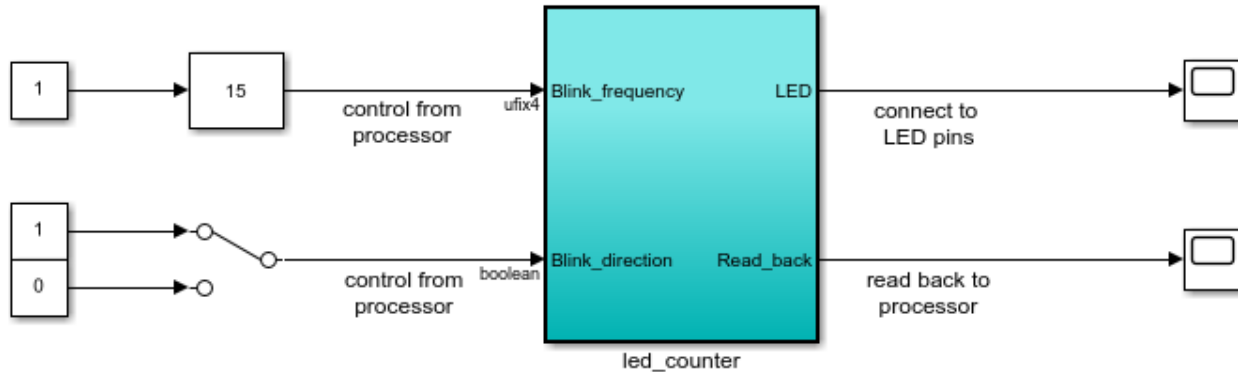 1
15
control from
processor
ufix4
Blink_frequency
LED
connect to
LED pins
1
0
control from
processor
boolean
Blink_direction
Read_back
read back to
processor
led_counter